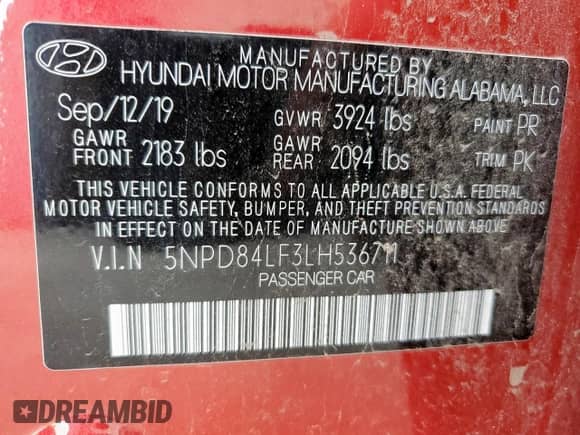 MANUFACTURED BY
HYUNDAI MOTOR MANUFACTURING ALABAMA, LLC
Sep/12/19 GVWR 3924 lbs PAINT PR
GAWR FRONT 2183 lbs GAWR REAR 2094 lbs TRIM PK
THIS VEHICLE CONFORMS TO ALL APPLICABLE U.S.A. FEDERAL
MOTOR VEHICLE SAFETY, BUMPER, AND THEFT PREVENTION STANDARDS
IN EFFECT ON THE DATE OF MANUFACTURE SHOWN ABOVE.
V.I.N 5NPD84LF3LH536711
PASSENGER CAR
DREAMBID